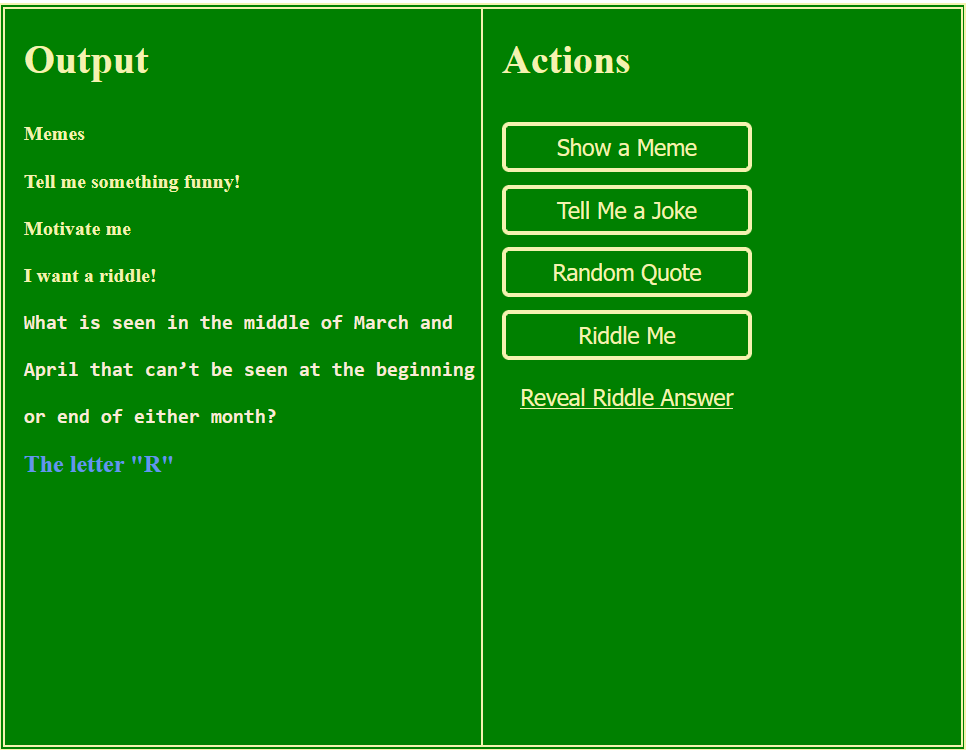 Output
Memes
Tell me something funny!
Motivate me
I want a riddle!
What is seen in the middle of March and
April that can’t be seen at the beginning
or end of either month?
The letter "R"
Actions
Show a Meme
Tell Me a Joke
Random Quote
Riddle Me
Reveal Riddle Answer